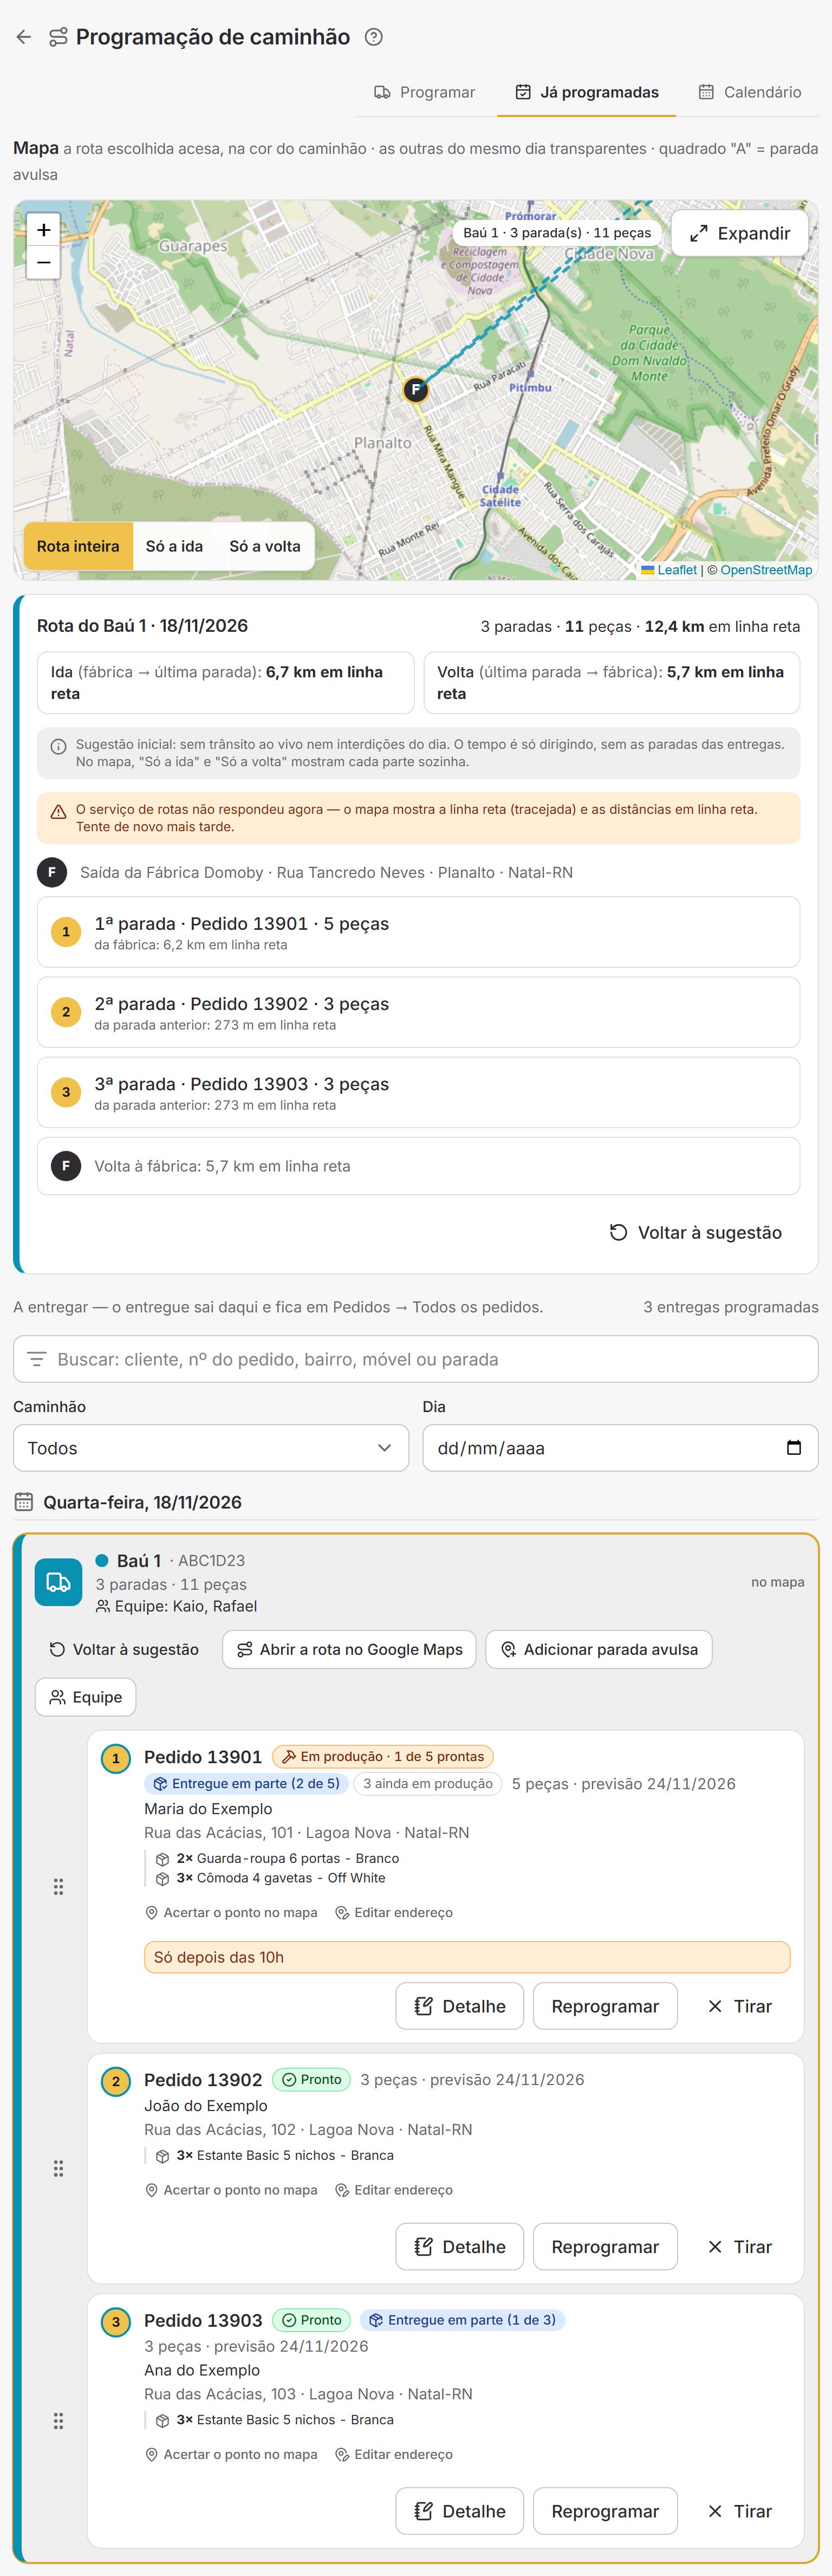 Programação de caminhão
Programar
Já programadas
Calendário
Mapa a rota escolhida acesa, na cor do caminhão · as outras do mesmo dia transparentes · quadrado "A" = parada
avulsa
+
−
Baú 1 · 3 parada(s) · 11 peças
Expandir
Guarapes
Prómorar
Reciclagem
e Compostagem
de Cidade
Nova
Cidade Nova
Natal
Parque
da Cidade
Dom Nivaldo
Monte
F
Rua Paracati
Pitimbu
Planalto
Rua Mira Mangue
Avenida Prefeito Omar O'Grady
Cidade
Satélite
Rua Serra dos Carajás
Rua Monte Rei
Rota inteira
Só a ida
Só a volta
Leaflet | © OpenStreetMap
Rota do Baú 1 · 18/11/2026
3 paradas · 11 peças · 12,4 km em linha reta
Ida (fábrica → última parada): 6,7 km em linha
reta
Volta (última parada → fábrica): 5,7 km em linha
reta
Sugestão inicial: sem trânsito ao vivo nem interdições do dia. O tempo é só dirigindo, sem as paradas das entregas.
No mapa, "Só a ida" e "Só a volta" mostram cada parte sozinha.
O serviço de rotas não respondeu agora — o mapa mostra a linha reta (tracejada) e as distâncias em linha reta.
Tente de novo mais tarde.
F
Saída da Fábrica Domoby · Rua Tancredo Neves · Planalto · Natal-RN
1
1ª parada · Pedido 13901 · 5 peças
da fábrica: 6,2 km em linha reta
2
2ª parada · Pedido 13902 · 3 peças
da parada anterior: 273 m em linha reta
3
3ª parada · Pedido 13903 · 3 peças
da parada anterior: 273 m em linha reta
F
Volta à fábrica: 5,7 km em linha reta
Voltar à sugestão
A entregar — o entregue sai daqui e fica em Pedidos → Todos os pedidos.
3 entregas programadas
Buscar: cliente, nº do pedido, bairro, móvel ou parada
Caminhão
Dia
Todos
dd/mm/aaaa
Quarta-feira, 18/11/2026
Baú 1 · ABC1D23
3 paradas · 11 peças
Equipe: Kaio, Rafael
no mapa
Voltar à sugestão
Abrir a rota no Google Maps
Adicionar parada avulsa
Equipe
1
Pedido 13901
Em produção · 1 de 5 prontas
Entregue em parte (2 de 5)
3 ainda em produção
5 peças · previsão 24/11/2026
Maria do Exemplo
Rua das Acácias, 101 · Lagoa Nova · Natal-RN
2× Guarda-roupa 6 portas - Branco
3× Cômoda 4 gavetas - Off White
Acertar o ponto no mapa
Editar endereço
Só depois das 10h
Detalhe
Reprogramar
Tirar
2
Pedido 13902
Pronto
3 peças · previsão 24/11/2026
João do Exemplo
Rua das Acácias, 102 · Lagoa Nova · Natal-RN
3× Estante Basic 5 nichos - Branca
Acertar o ponto no mapa
Editar endereço
Detalhe
Reprogramar
Tirar
3
Pedido 13903
Pronto
Entregue em parte (1 de 3)
3 peças · previsão 24/11/2026
Ana do Exemplo
Rua das Acácias, 103 · Lagoa Nova · Natal-RN
3× Estante Basic 5 nichos - Branca
Acertar o ponto no mapa
Editar endereço
Detalhe
Reprogramar
Tirar